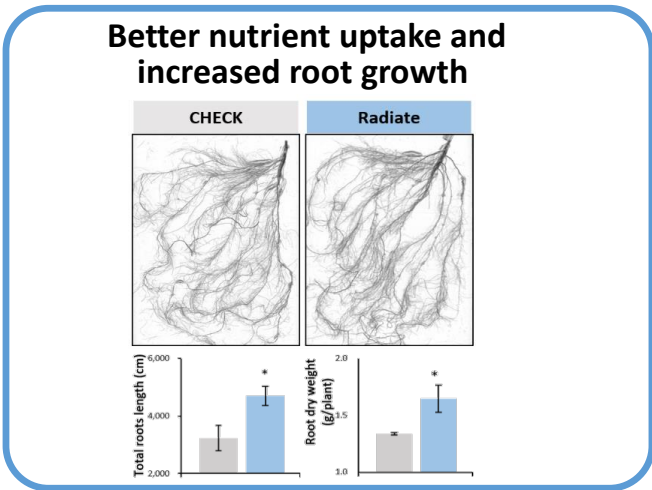 Better nutrient uptake and
increased root growth
CHECK
Radiate
Total roots length (cm)
6,000
4,000
2,000
*
Root dry weight
(g/plant)
2.0
1.5
1.0
*